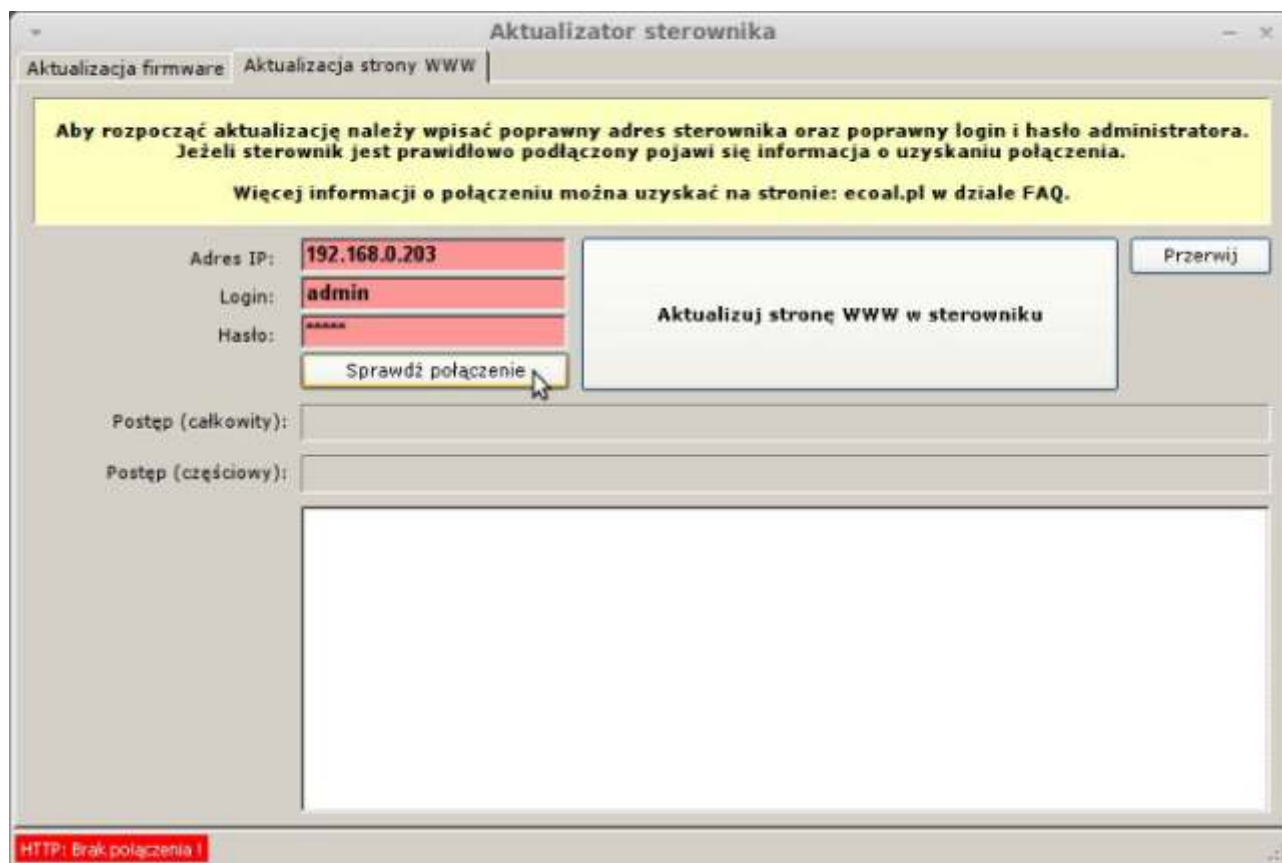 Aktualizator sterownika
Aktualizacja firmware Aktualizacja strony WWW
Aby rozpocząć aktualizację należy wpisać poprawny adres sterownika oraz poprawny login i hasło administratora.
Jeżeli sterownik jest prawidłowo podłączony pojawi się informacja o uzyskaniu połączenia.
Więcej informacji o połączeniu można uzyskać na stronie: ecoal.pl w dziale FAQ.
Adres IP: 192.168.0.203
Login: admin
Hasło: *****
Sprawdź połączenie
Aktualizuj stronę WWW w sterowniku
Przerwij
Postęp (całkowity):
Postęp (częściowy):
HTTP: Brak połączenia !